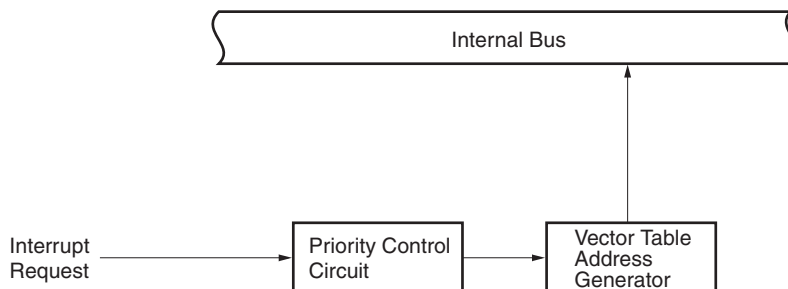 Internal Bus
Interrupt
Request
Priority Control
Circuit
Vector Table
Address
Generator